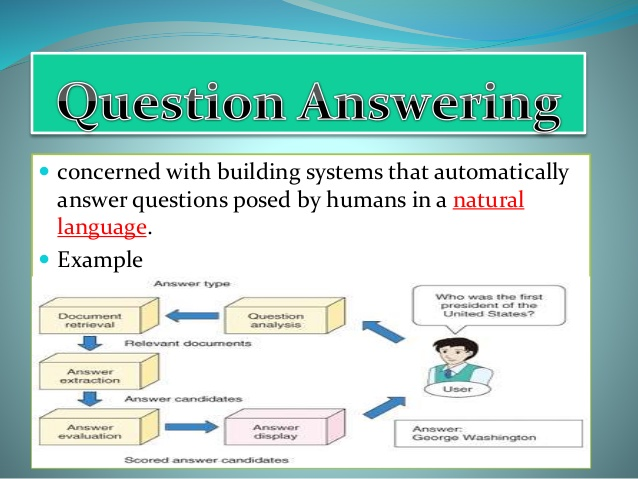 Question Answering
concerned with building systems that automatically
answer questions posed by humans in a natural
language.
Example
Answer type
Document
retrieval
Question
analysis
Who was the first
president of the
United States?
Relevant documents
Answer
extraction
User
Answer candidates
Answer
evaluation
Answer
display
Answer:
George Washington
Scored answer candidates